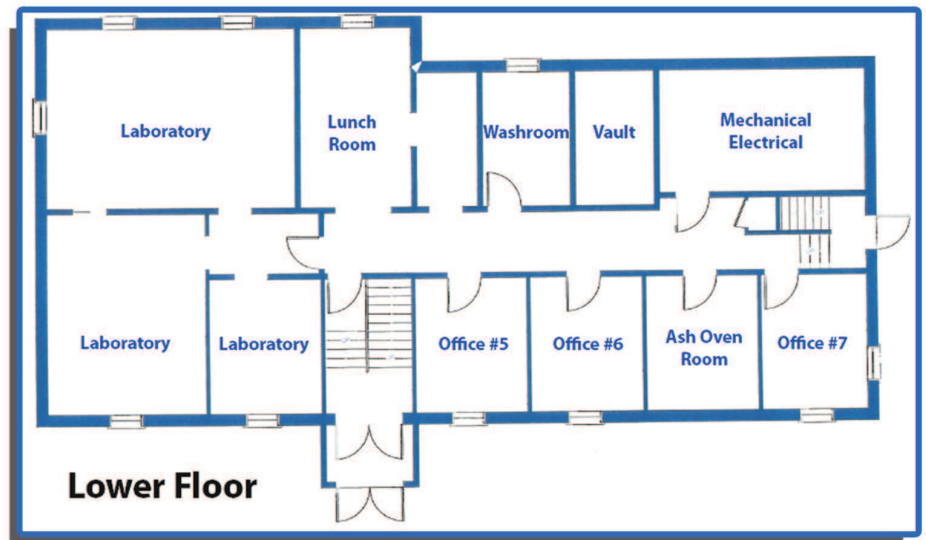 Laboratory
Lunch
Room
Washroom
Vault
Mechanical
Electrical
Laboratory
Laboratory
Office #5
Office #6
Ash Oven
Room
Office #7
Lower Floor